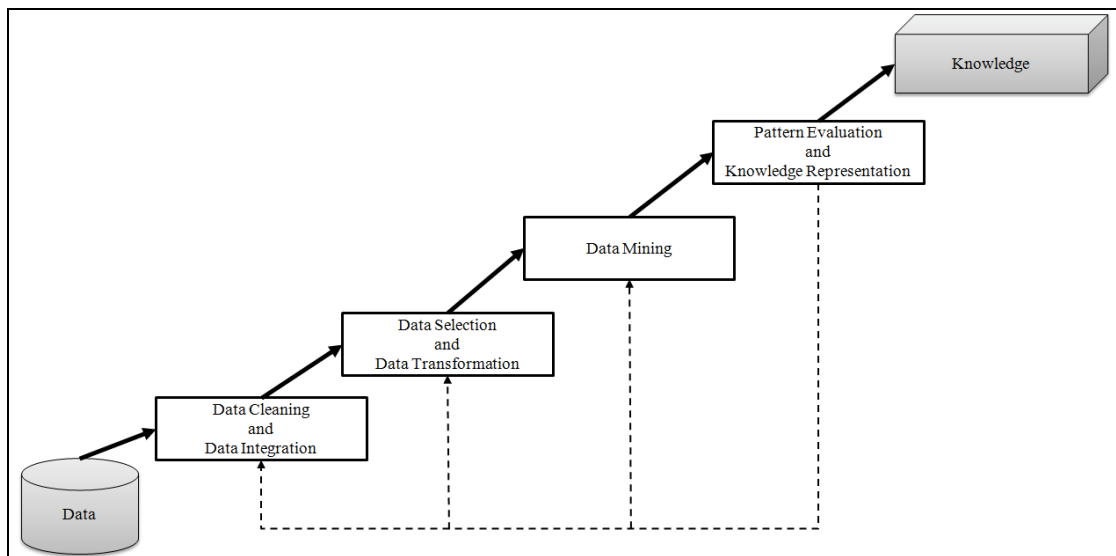 Knowledge
Pattern Evaluation
and
Knowledge Representation
Data Mining
Data Selection
and
Data Transformation
Data Cleaning
and
Data Integration
Data